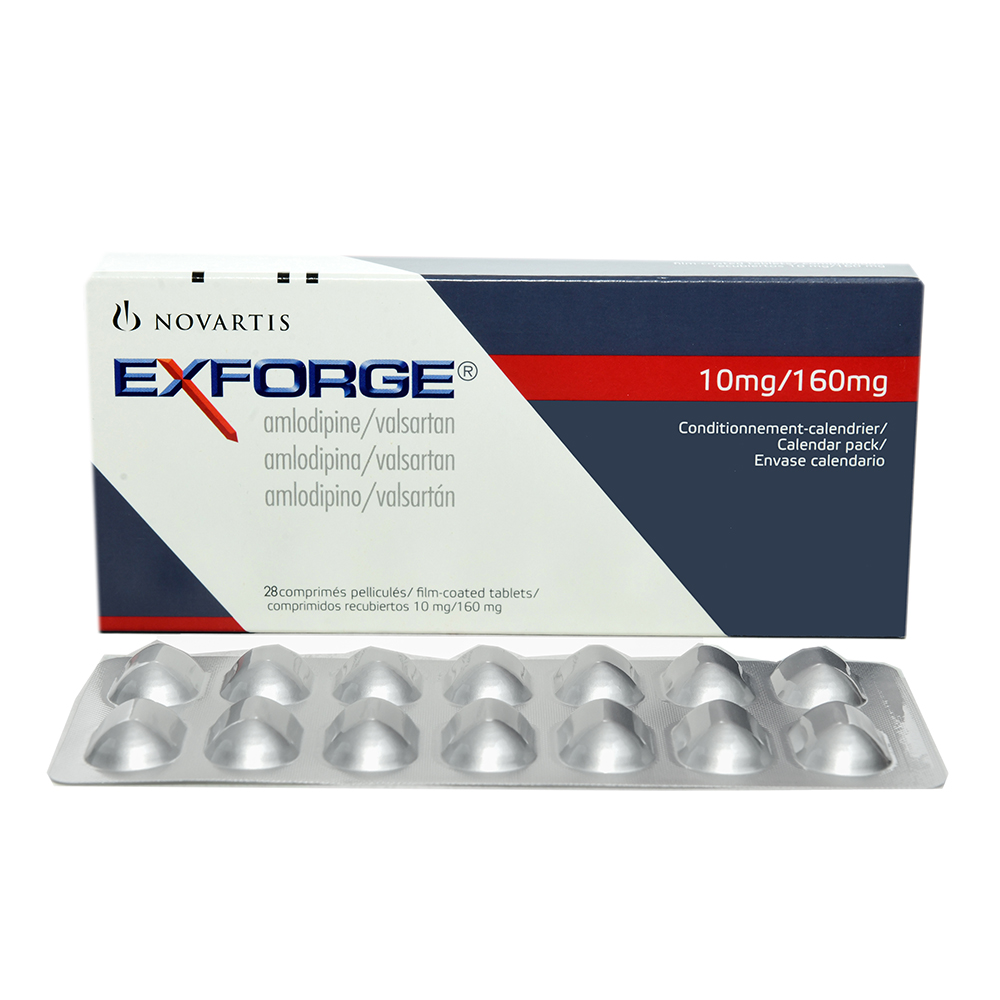 NOVARTIS
EXFORGE®
amlodipine/valsartan
amlodipina/valsartan
amlodipino/valsartán
28 comprimés pelliculés/ film-coated tablets/
comprimidos recubiertos 10 mg/160 mg
10mg/160mg
Conditionnement-calendrier/
Calendar pack/
Envase calendario